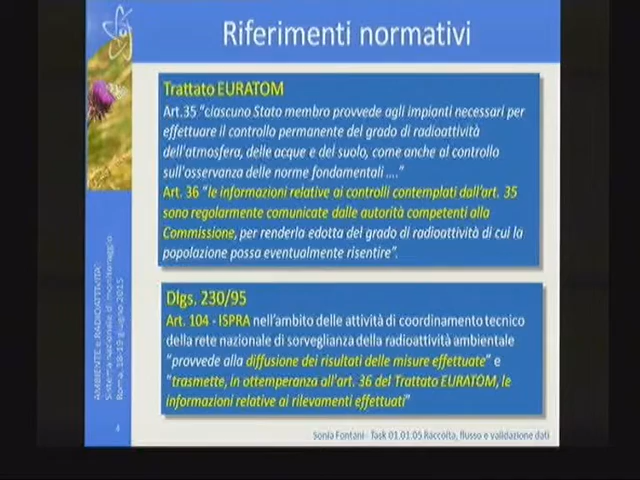 Riferimenti normativi
Trattato EURATOM
Art.35 "ciascuno Stato membro provvede agli impianti necessari per
effettuare il controllo permanente del grado di radioattività
dell'atmosfera, delle acque e del suolo, come anche al controllo
sull'osservanza delle norme fondamentali ...."
Art. 36 "le informazioni relative ai controlli contemplati dall'art. 35
sono regolarmente comunicate dalle autorità competenti alla
Commissione, per renderla edotta del grado di radioattività di cui la
popolazione possa eventualmente risentire".
Dlgs. 230/95
Art. 104 - ISPRA nell'ambito delle attività di coordinamento tecnico
della rete nazionale di sorveglianza della radioattività ambientale
"provvede alla diffusione dei risultati delle misure effettuate" e
"trasmette, in ottemperanza all'art. 36 del Trattato EURATOM, le
informazioni relative ai rilevamenti effettuati"
AMBIENTE e RADIOATTIVITA'
Sistema nazionale di monitoraggio
Roma, 18-19 giugno 2015
Sonia Fontani - Task 01.01.05 Raccolta, flusso e validazione dati